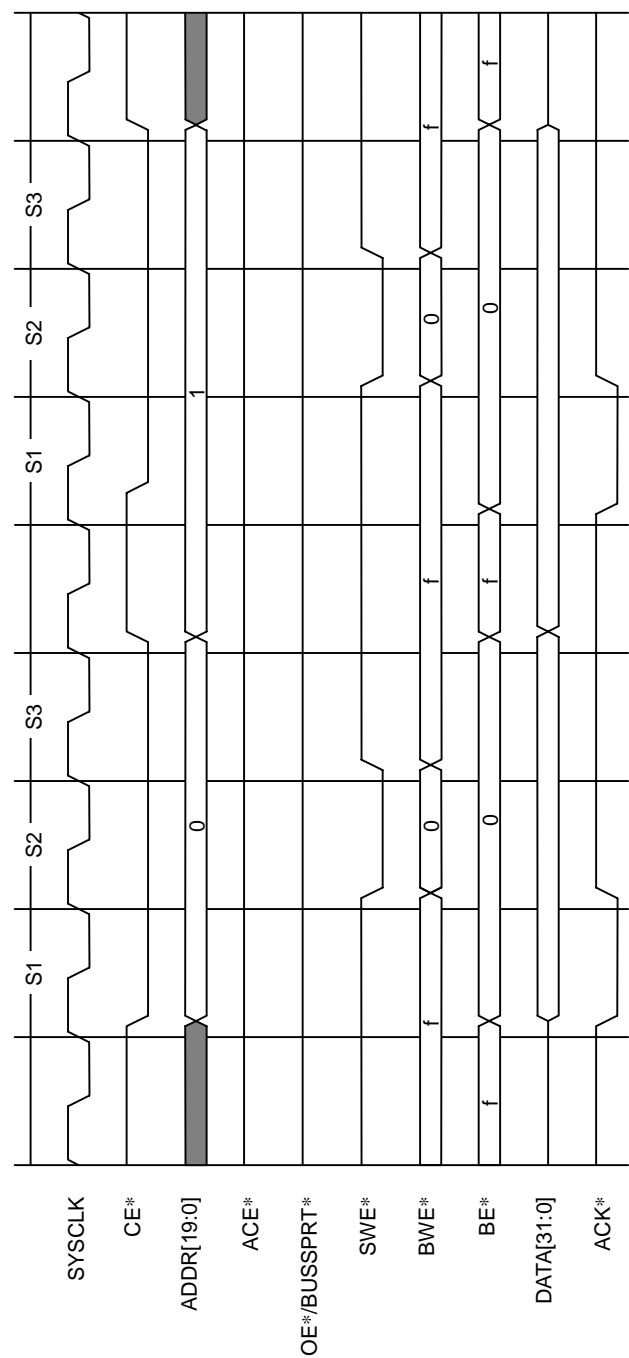 S1 S2 S3 S1 S2 S3
SYSCLK
CE*
ADDR[19:0] 0 1
ACE*
OE*/BUSSPRT*
SWE*
BWE* f 0 f 0 f
BE* f 0 f 0 f
DATA[31:0]
ACK*